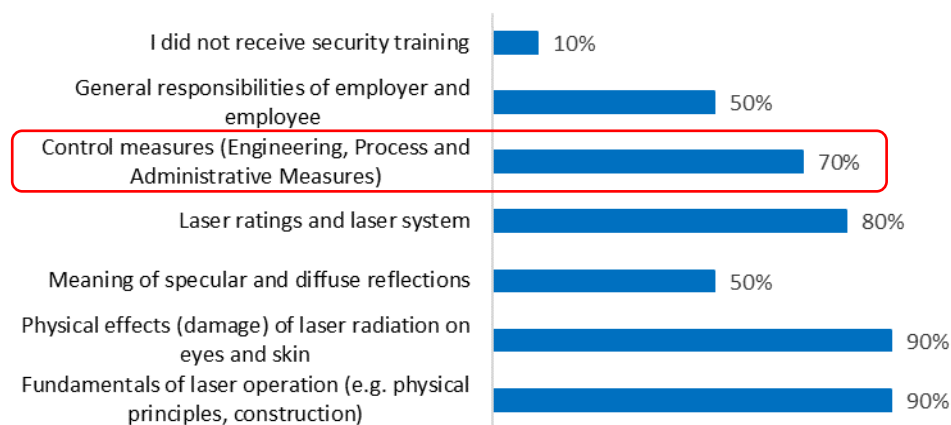 I did not receive security training
10%
General responsibilities of employer and
employee
50%
Control measures (Engineering, Process and
Administrative Measures)
70%
Laser ratings and laser system
80%
Meaning of specular and diffuse reflections
50%
Physical effects (damage) of laser radiation on
eyes and skin
90%
Fundamentals of laser operation (e.g. physical
principles, construction)
90%